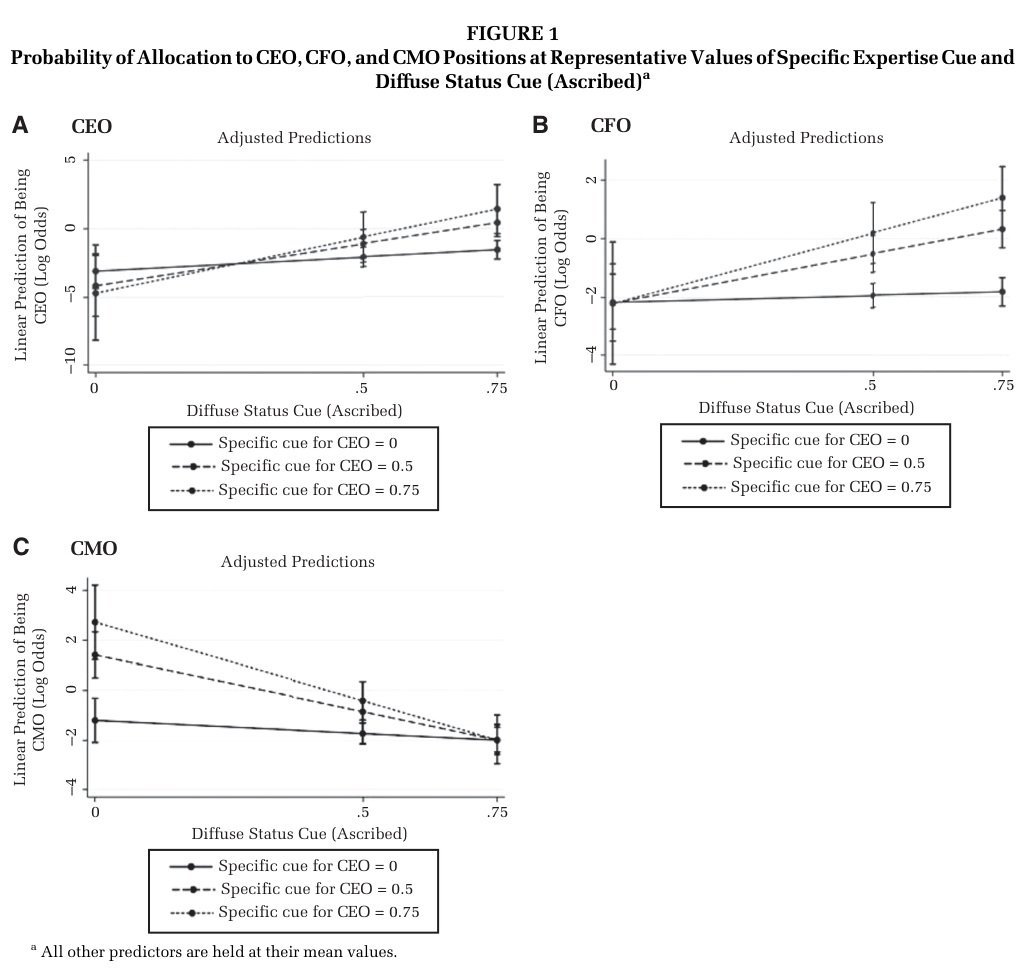 FIGURE 1
Probability of Allocation to CEO, CFO, and CMO Positions at Representative Values of Specific Expertise Cue and
Diffuse Status Cue (Ascribed)a
A CEO
Adjusted Predictions
Linear Prediction of Being
CEO (Log Odds)
5
0
−5
−10
0 .5 .75
Diffuse Status Cue (Ascribed)
Specific cue for CEO = 0
Specific cue for CEO = 0.5
Specific cue for CEO = 0.75
B CFO
Adjusted Predictions
Linear Prediction of Being
CFO (Log Odds)
2
0
−2
−4
0 .5 .75
Diffuse Status Cue (Ascribed)
Specific cue for CEO = 0
Specific cue for CEO = 0.5
Specific cue for CEO = 0.75
C CMO
Adjusted Predictions
Linear Prediction of Being
CMO (Log Odds)
4
2
0
−2
−4
0 .5 .75
Diffuse Status Cue (Ascribed)
Specific cue for CEO = 0
Specific cue for CEO = 0.5
Specific cue for CEO = 0.75
a All other predictors are held at their mean values.